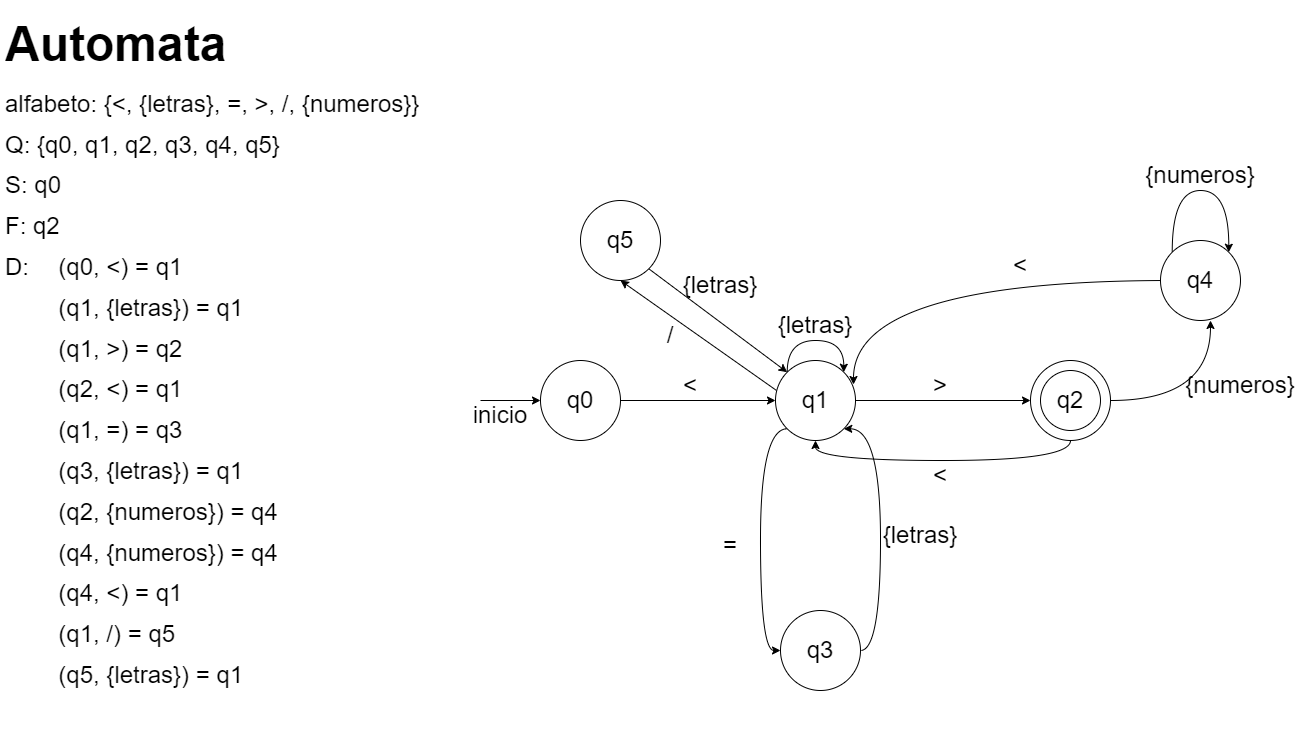 Automata
alfabeto: {<, {letras}, =, >, /, {numeros}}
Q: {q0, q1, q2, q3, q4, q5}
S: q0
F: q2
D: (q0, <) = q1
(q1, {letras}) = q1
(q1, >) = q2
(q2, <) = q1
(q1, =) = q3
(q3, {letras}) = q1
(q2, {numeros}) = q4
(q4, {numeros}) = q4
(q4, <) = q1
(q1, /) = q5
(q5, {letras}) = q1
{numeros}
q5
<
q4
{letras}
/
{letras}
inicio
q0
<
q1
>
q2
{numeros}
<
=
{letras}
q3